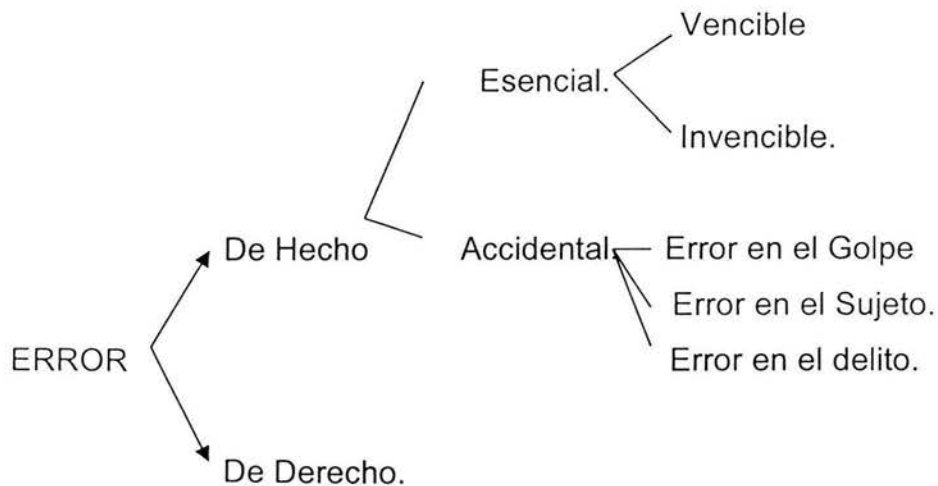 Vencible
Esencial.
Invencible.
De Hecho
Accidental.
Error en el Golpe
Error en el Sujeto.
ERROR
Error en el delito.
De Derecho.